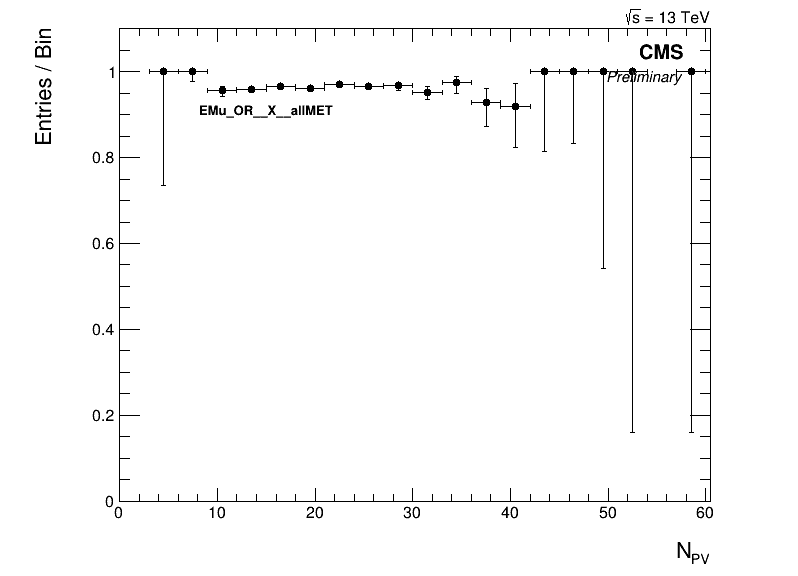 √s = 13 TeV
CMS
Preliminary
EMu_OR__X__allMET
Entries / Bin
1
0.8
0.6
0.4
0.2
0
0 10 20 30 40 50 60
N_PV